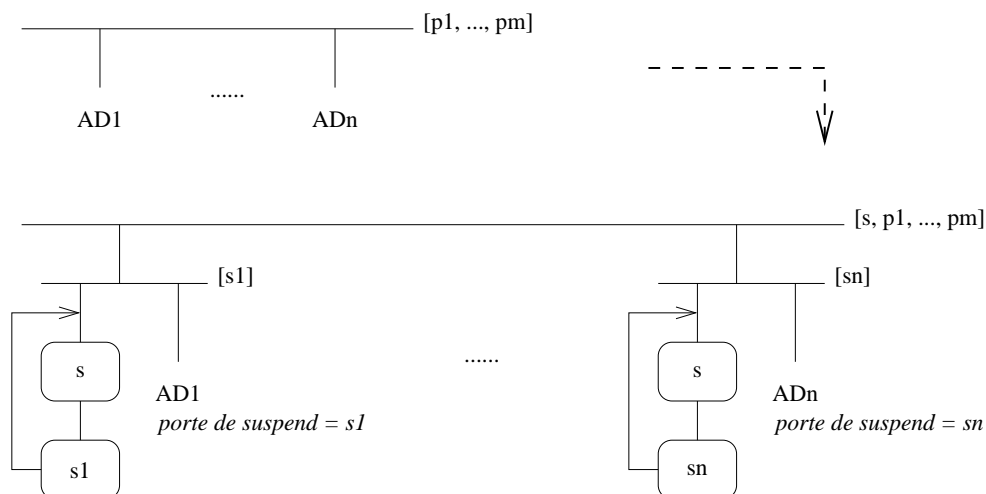 [p1, ..., pm]
......
AD1
ADn
[s, p1, ..., pm]
[s1]
[sn]
s
......
s
AD1
ADn
porte de suspend = s1
porte de suspend = sn
s1
sn